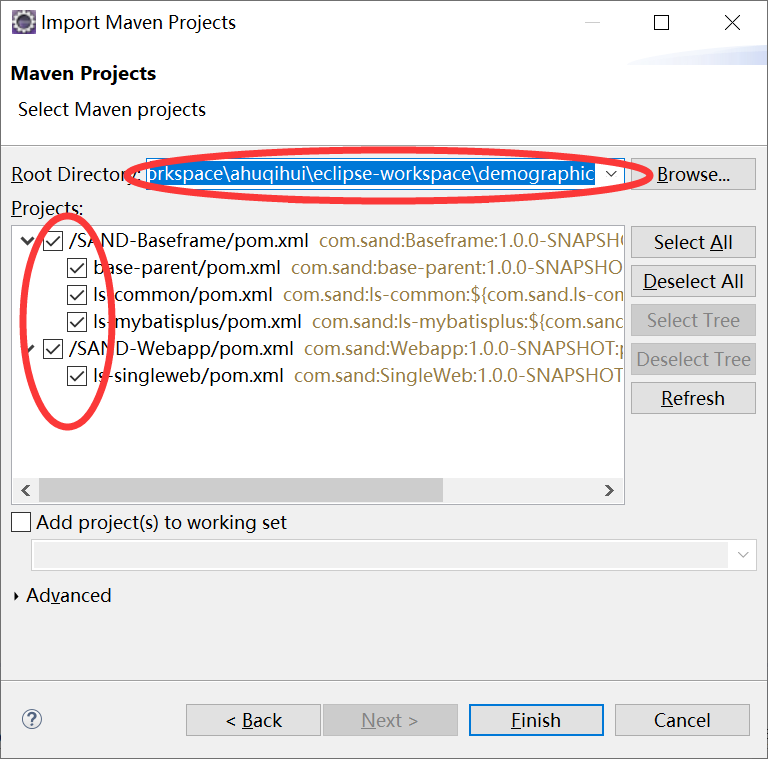 Import Maven Projects
Maven Projects
Select Maven projects
Root Directory: orkspace\ahuqihui\eclipse-workspace\demographic Browse...
Projects:
/SAND-Baseframe/pom.xml com.sand:Baseframe:1.0.0-SNAPSHO
base-parent/pom.xml com.sand:base-parent:1.0.0-SNAPSHO
ls-common/pom.xml com.sand:ls-common:${com.sand.ls-com
ls-mybatisplus/pom.xml com.sand:ls-mybatisplus:${com.sand
/SAND-Webapp/pom.xml com.sand:Webapp:1.0.0-SNAPSHOT:p
ls-singleweb/pom.xml com.sand:SingleWeb:1.0.0-SNAPSHOT
Select All
Deselect All
Select Tree
Deselect Tree
Refresh
Add project(s) to working set
Advanced
? < Back Next > Finish Cancel